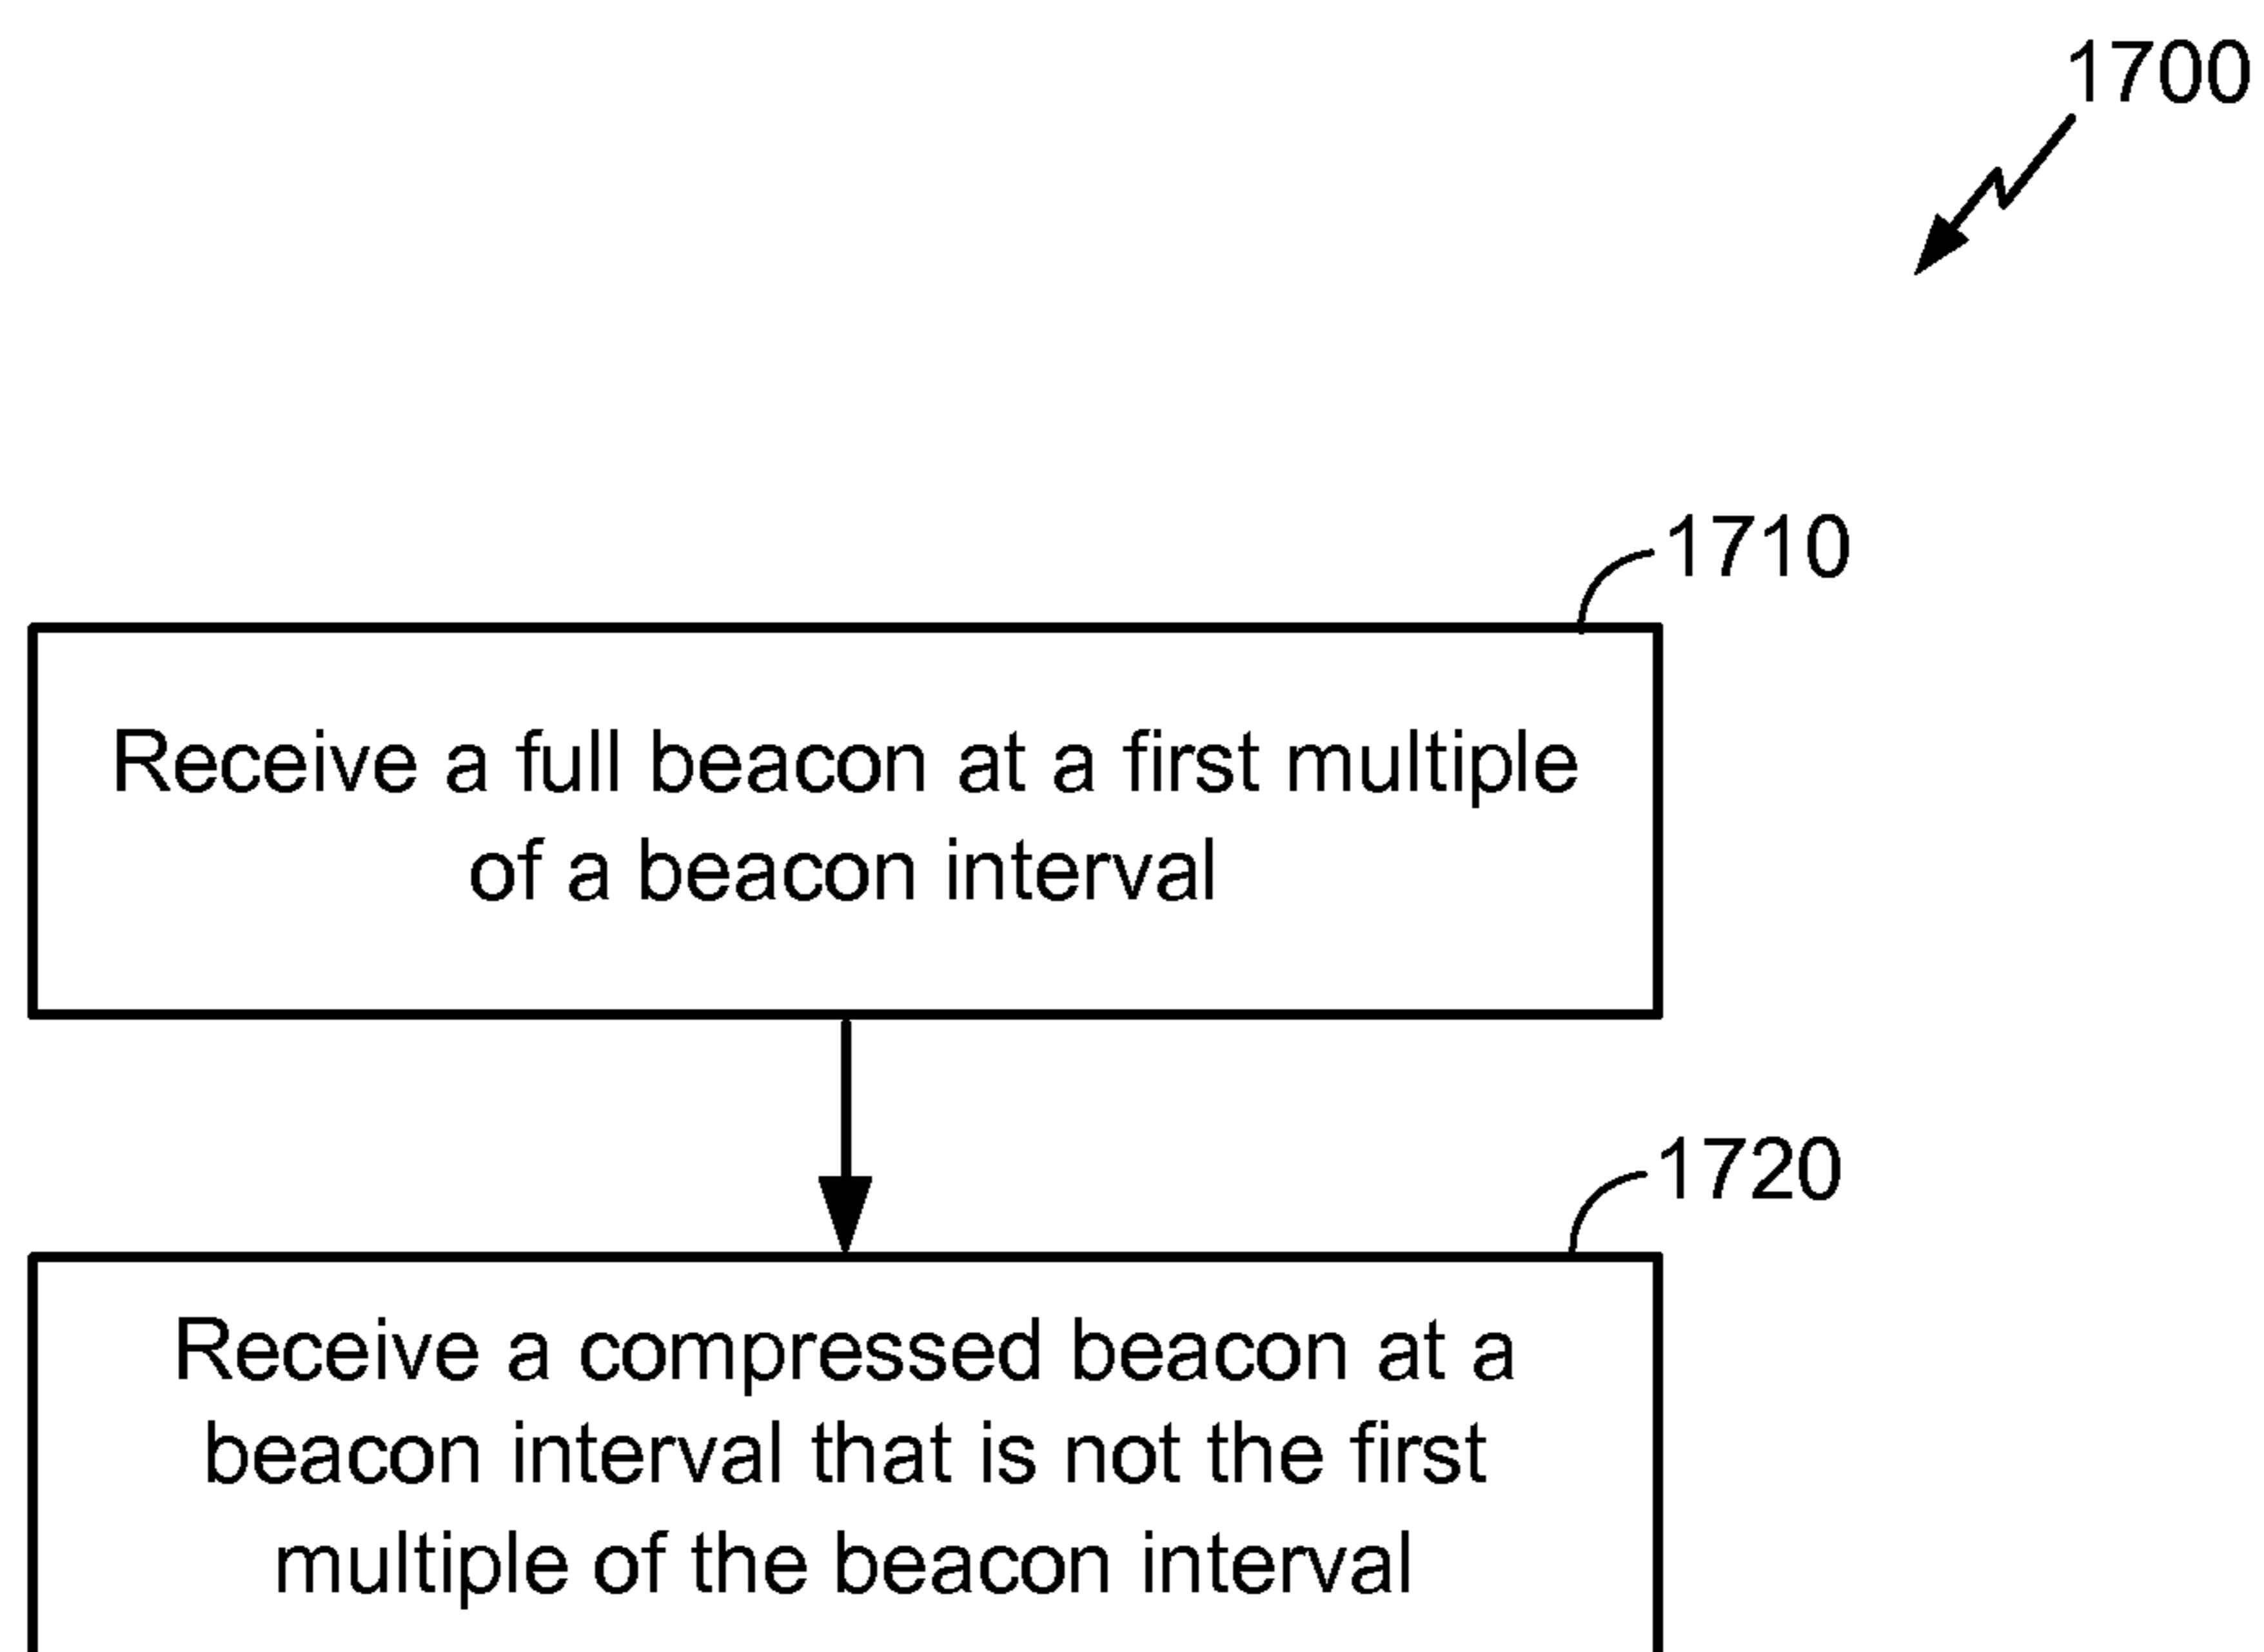 1700
1710
Receive a full beacon at a first multiple
of a beacon interval
1720
Receive a compressed beacon at a
beacon interval that is not the first
multiple of the beacon interval